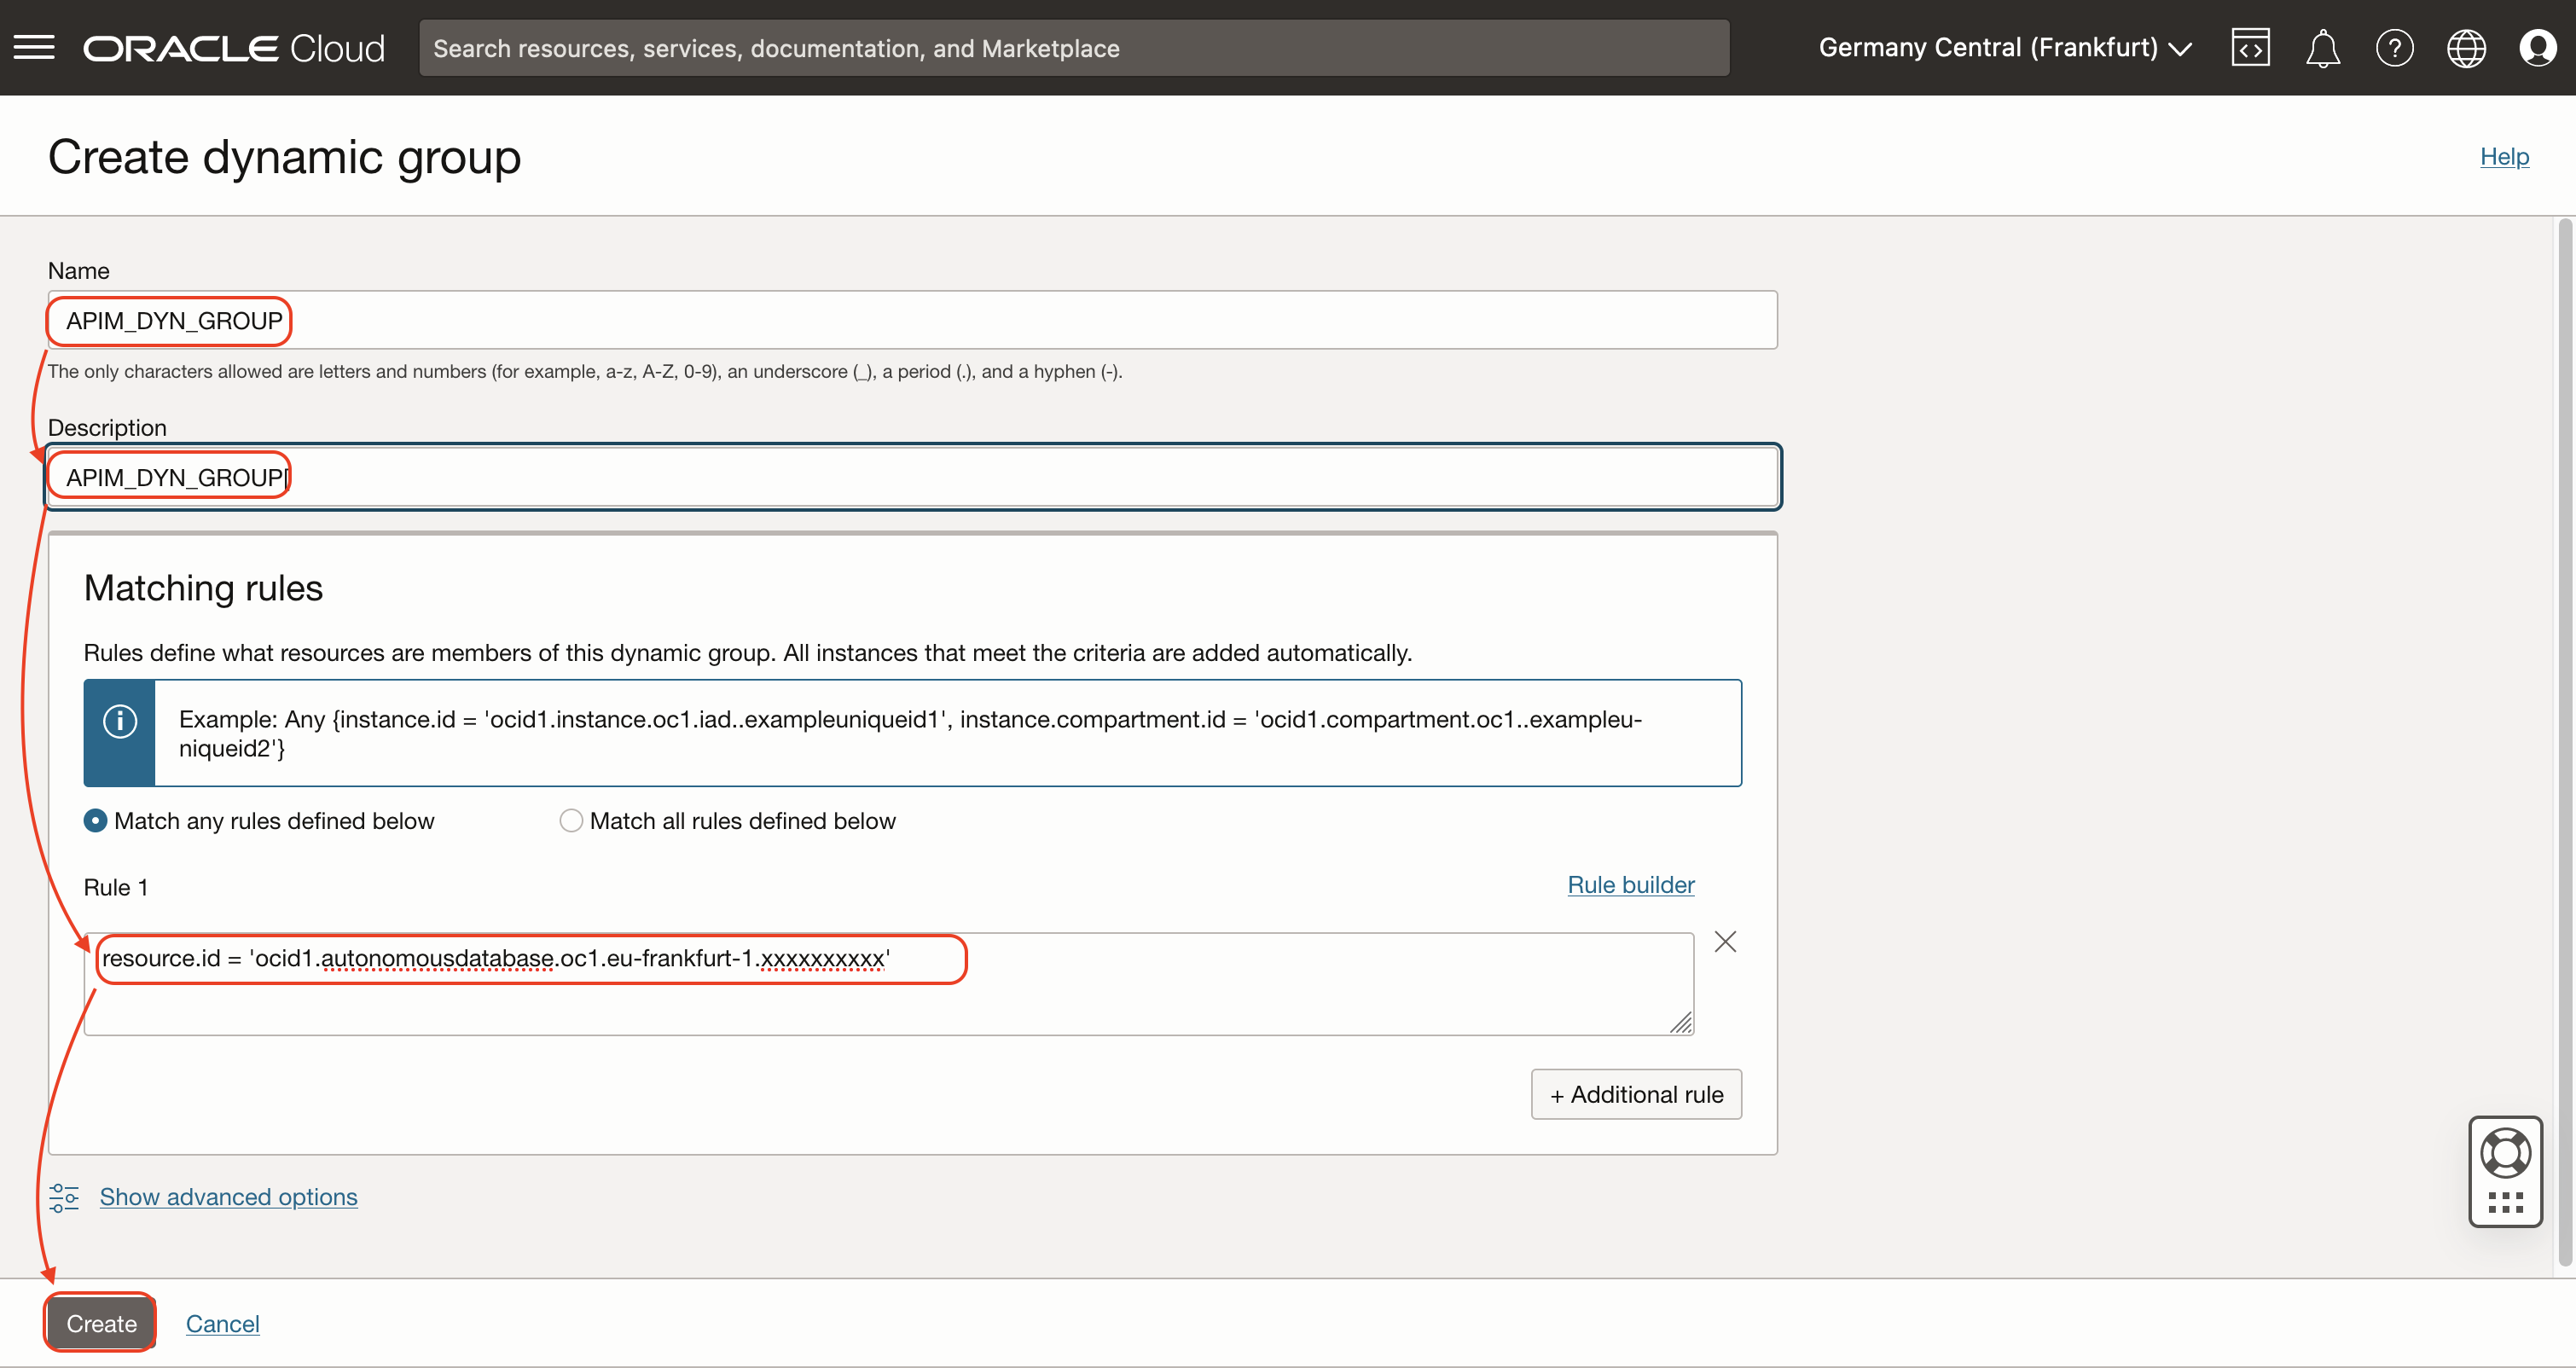 ORACLE Cloud
Search resources, services, documentation, and Marketplace
Germany Central (Frankfurt)
Create dynamic group
Help
Name
APIM_DYN_GROUP
The only characters allowed are letters and numbers (for example, a-z, A-Z, 0-9), an underscore (_), a period (.), and a hyphen (-).
Description
APIM_DYN_GROUP
Matching rules
Rules define what resources are members of this dynamic group. All instances that meet the criteria are added automatically.
Example: Any {instance.id = 'ocid1.instance.oc1.iad..exampleuniqueid1', instance.compartment.id = 'ocid1.compartment.oc1..exampleu-
niqueid2'}
Match any rules defined below
Match all rules defined below
Rule 1
Rule builder
resource.id = 'ocid1.autonomousdatabase.oc1.eu-frankfurt-1.xxxxxxxxxx'
+ Additional rule
Show advanced options
Create
Cancel